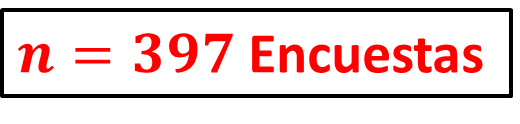 n = 397 Encuestas